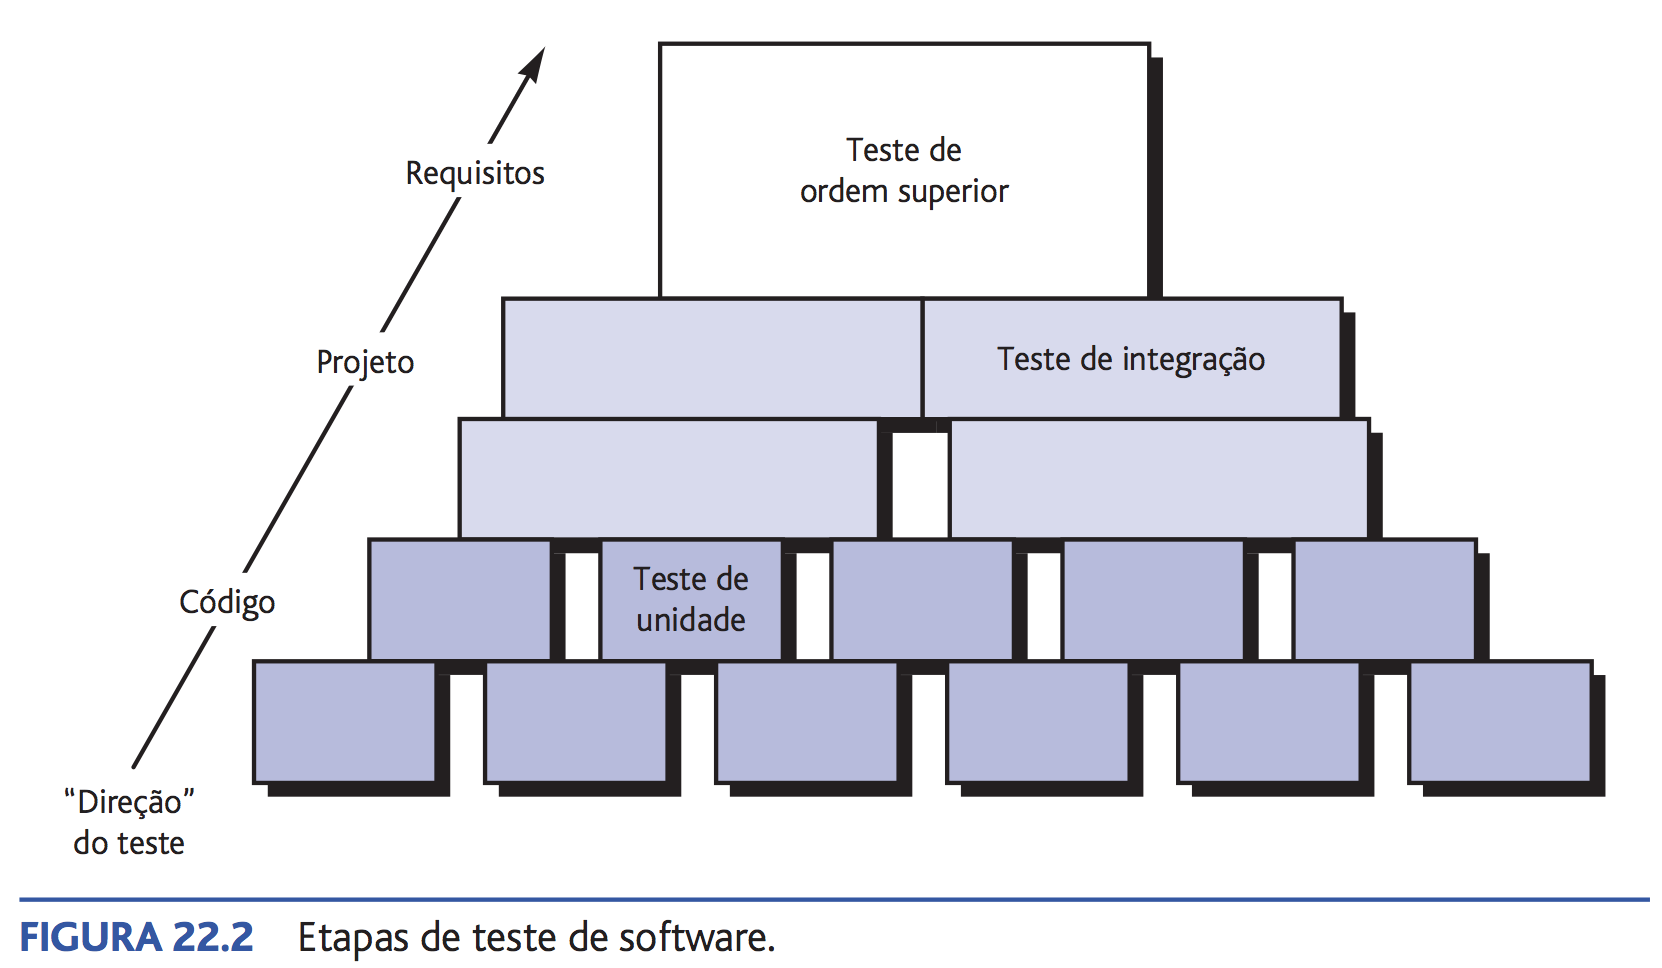 Teste de
ordem superior
Requisitos
Projeto
Teste de integração
Teste de
unidade
Código
“Direção”
do teste
FIGURA 22.2 Etapas de teste de software.